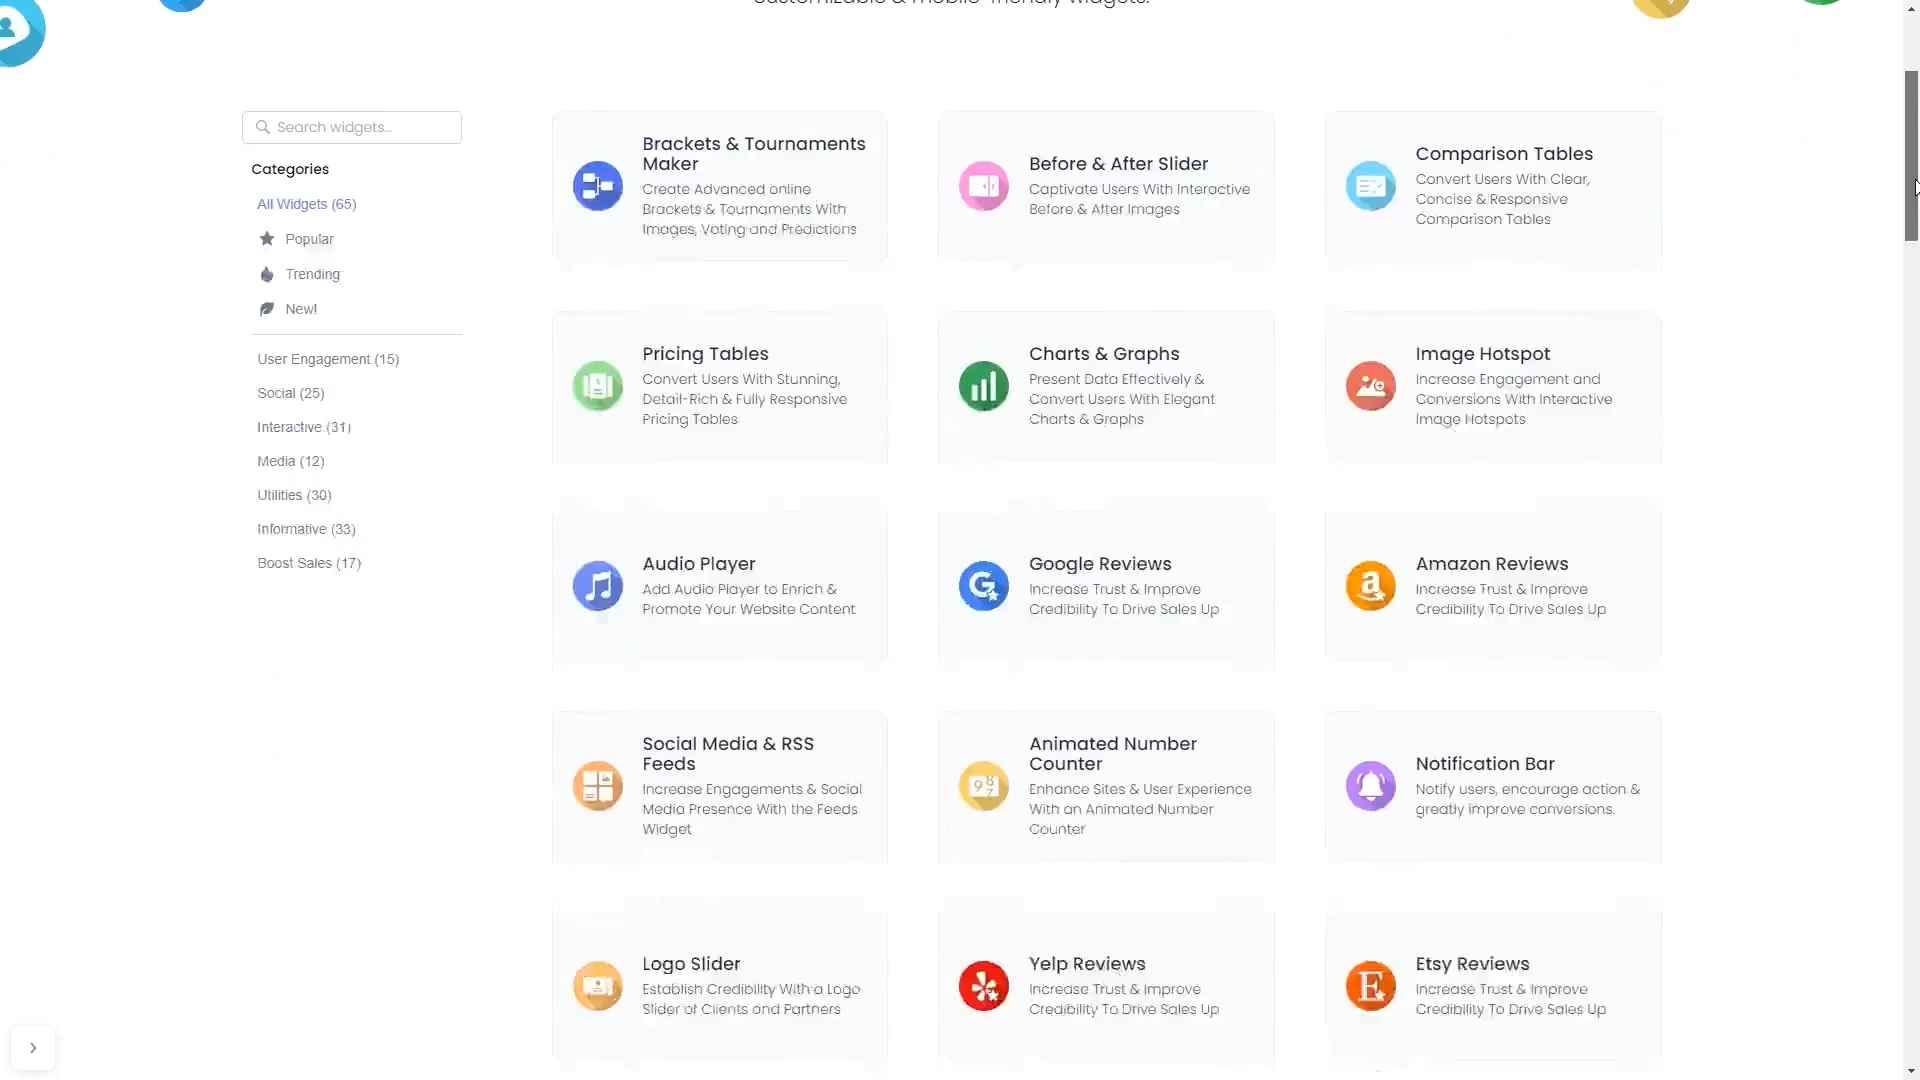 Customizable & mobile-friendly widgets.
Search widgets...
Categories
All Widgets (65)
Popular
Trending
New!
User Engagement (15)
Social (25)
Interactive (31)
Media (12)
Utilities (30)
Informative (33)
Boost Sales (17)
Brackets & Tournaments
Maker
Create Advanced online
Brackets & Tournaments With
Images, Voting and Predictions
Before & After Slider
Captivate Users With Interactive
Before & After Images
Comparison Tables
Convert Users With Clear,
Concise & Responsive
Comparison Tables
Pricing Tables
Convert Users With Stunning,
Detail-Rich & Fully Responsive
Pricing Tables
Charts & Graphs
Present Data Effectively &
Convert Users With Elegant
Charts & Graphs
Image Hotspot
Increase Engagement and
Conversions With Interactive
Image Hotspots
Audio Player
Add Audio Player to Enrich &
Promote Your Website Content
Google Reviews
Increase Trust & Improve
Credibility To Drive Sales Up
Amazon Reviews
Increase Trust & Improve
Credibility To Drive Sales Up
Social Media & RSS
Feeds
Increase Engagements & Social
Media Presence With the Feeds
Widget
Animated Number
Counter
Enhance Sites & User Experience
With an Animated Number
Counter
Notification Bar
Notify users, encourage action &
greatly improve conversions.
Logo Slider
Establish Credibility With a Logo
Slider of Clients and Partners
Yelp Reviews
Increase Trust & Improve
Credibility To Drive Sales Up
Etsy Reviews
Increase Trust & Improve
Credibility To Drive Sales Up